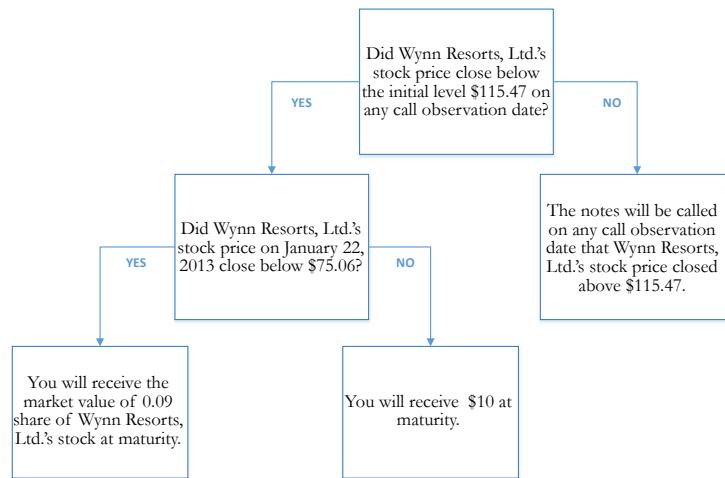 Did Wynn Resorts, Ltd.'s
stock price close below
the initial level $115.47 on
any call observation date?
YES
NO
Did Wynn Resorts, Ltd.'s
stock price on January 22,
2013 close below $75.06?
The notes will be called
on any call observation
date that Wynn Resorts,
Ltd.'s stock price closed
above $115.47.
YES
NO
You will receive the
market value of 0.09
share of Wynn Resorts,
Ltd.'s stock at maturity.
You will receive $10 at
maturity.